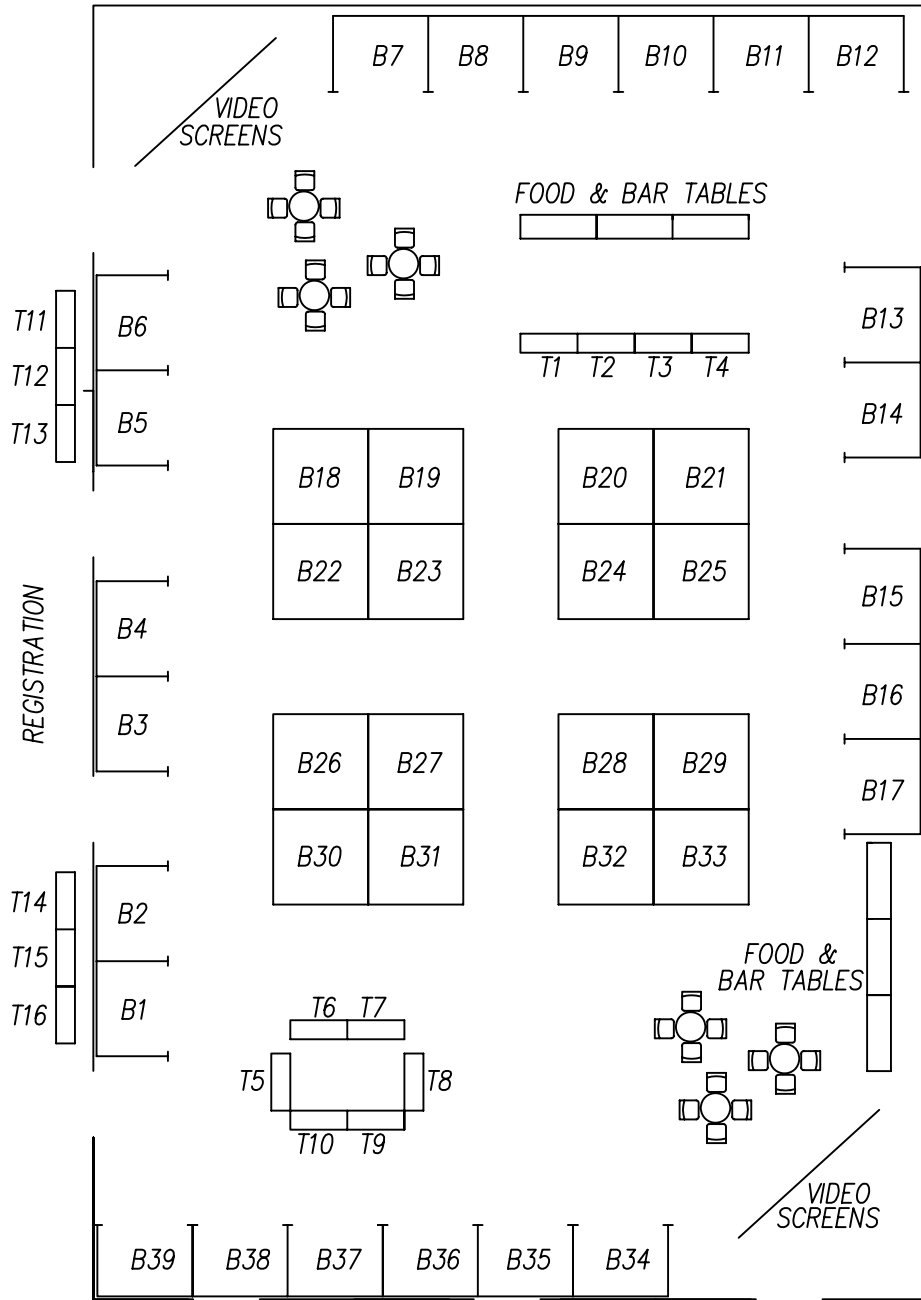 B7 B8 B9 B10 B11 B12
VIDEO
SCREENS
FOOD & BAR TABLES
T11
T12
T13
B6
B5
T1 T2 T3 T4
B13
B14
B18 B19
B22 B23
B20 B21
B24 B25
REGISTRATION
B4
B3
B15
B16
B17
B26 B27
B30 B31
B28 B29
B32 B33
T14
T15
T16
B2
B1
T6 T7
T5 T8
T10 T9
FOOD &
BAR TABLES
VIDEO
SCREENS
B39 B38 B37 B36 B35 B34